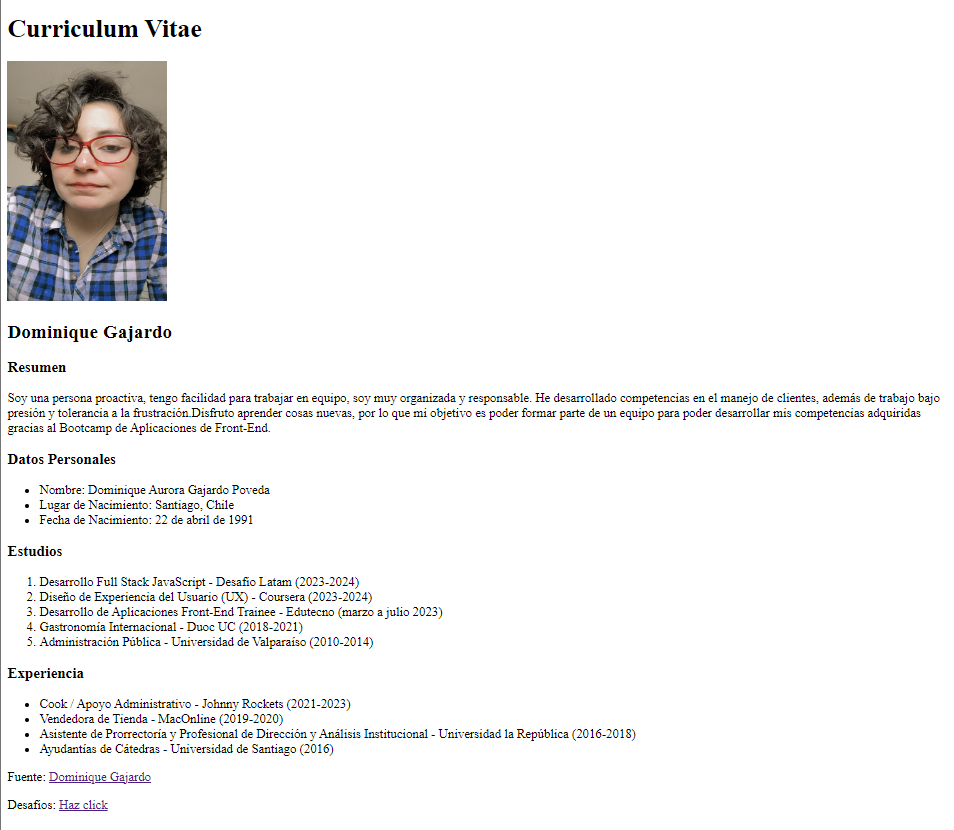 Curriculum Vitae
Dominique Gajardo
Resumen
Soy una persona proactiva, tengo facilidad para trabajar en equipo, soy muy organizada y responsable. He desarrollado competencias en el manejo de clientes, además de trabajo bajo
presión y tolerancia a la frustración.Disfruto aprender cosas nuevas, por lo que mi objetivo es poder formar parte de un equipo para poder desarrollar mis competencias adquiridas
gracias al Bootcamp de Aplicaciones de Front-End.
Datos Personales
• Nombre: Dominique Aurora Gajardo Poveda
• Lugar de Nacimiento: Santiago, Chile
• Fecha de Nacimiento: 22 de abril de 1991
Estudios
1. Desarrollo Full Stack JavaScript - Desafio Latam (2023-2024)
2. Diseño de Experiencia del Usuario (UX) - Coursera (2023-2024)
3. Desarrollo de Aplicaciones Front-End Trainee - Edutecno (marzo a julio 2023)
4. Gastronomía Internacional - Duoc UC (2018-2021)
5. Administración Pública - Universidad de Valparaíso (2010-2014)
Experiencia
• Cook / Apoyo Administrativo - Johnny Rockets (2021-2023)
• Vendedora de Tienda - MacOnline (2019-2020)
• Asistente de Prorrectoría y Profesional de Dirección y Análisis Institucional - Universidad la República (2016-2018)
• Ayudantías de Cátedras - Universidad de Santiago (2016)
Fuente: Dominique Gajardo
Desafios: Haz click